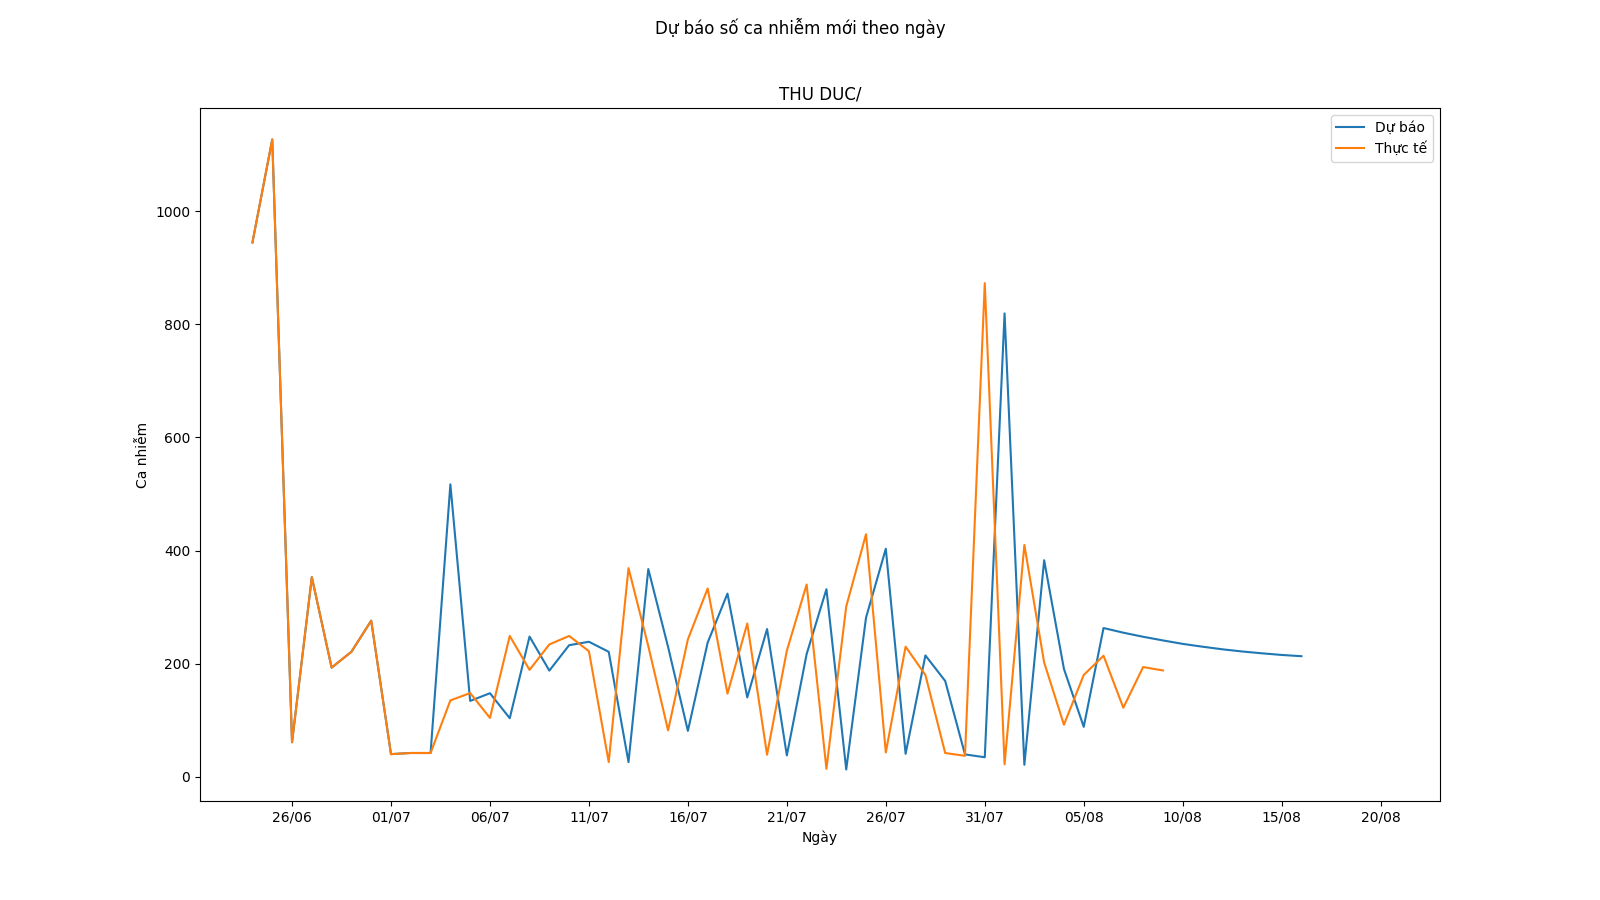 Dự báo số ca nhiễm mới theo ngày
THU DUC/
Dự báo
Thực tế
1000
800
600
400
200
0
Ca nhiễm
26/06 01/07 06/07 11/07 16/07 21/07 26/07 31/07 05/08 10/08 15/08 20/08
Ngày